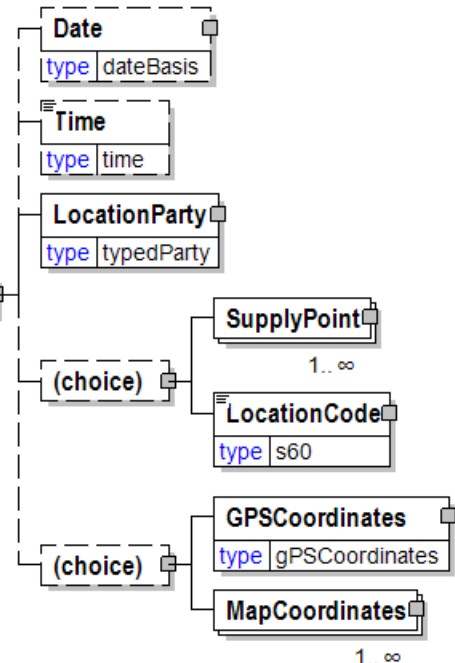 Date
type dateBasis
Time
type time
LocationParty
type typedParty
SupplyPoint
1.. ∞
(choice)
LocationCode
type s60
GPSCoordinates
type gPSCoordinates
(choice)
MapCoordinates
1.. ∞